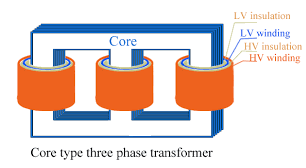 LV insulation
LV winding
Core
HV insulation
HV winding
Core type three phase transformer